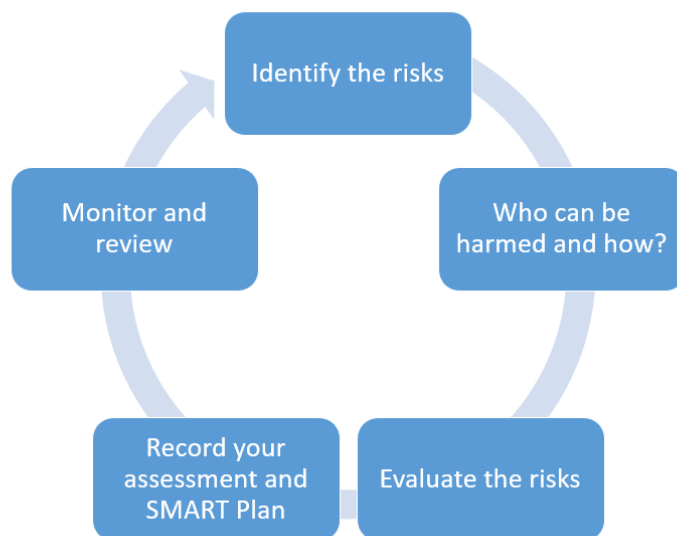 Identify the risks
Who can be
harmed and how?
Evaluate the risks
Record your
assessment and
SMART Plan
Monitor and
review